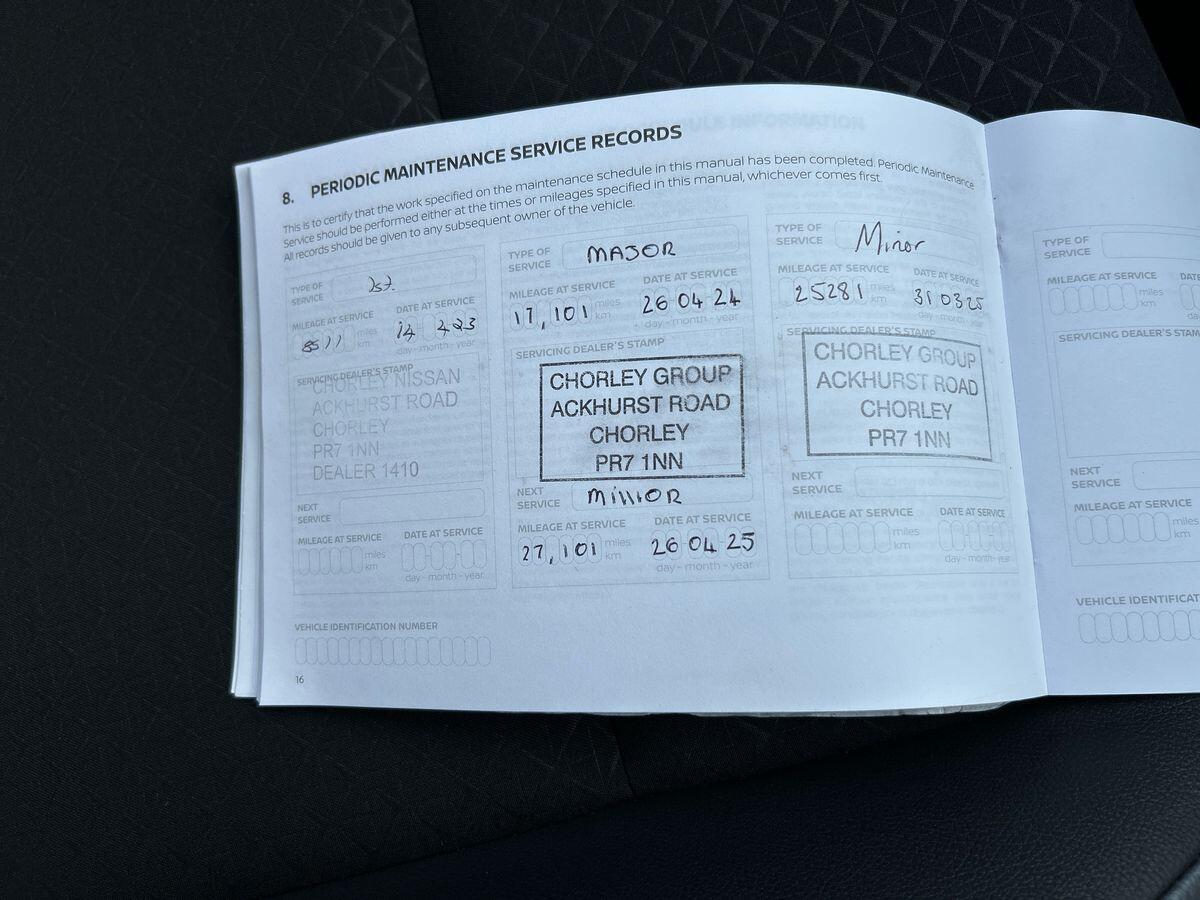 8. PERIODIC MAINTENANCE SERVICE RECORDS
This is to certify that the work specified on the maintenance schedule in this manual has been completed. Periodic Maintenance
Service should be performed either at the times or mileages specified in this manual, whichever comes first.
All records should be given to any subsequent owner of the vehicle.
TYPE OF SERVICE 1st.
MILEAGE AT SERVICE DATE AT SERVICE
8511 miles km 14 4 23
day - month - year
SERVICING DEALER'S STAMP
CHORLEY NISSAN
ACKHURST ROAD
CHORLEY
PR7 1NN
DEALER 1410
NEXT SERVICE
MILEAGE AT SERVICE DATE AT SERVICE
miles km
day - month - year
VEHICLE IDENTIFICATION NUMBER
16
TYPE OF SERVICE MAJOR
MILEAGE AT SERVICE DATE AT SERVICE
17,101 miles km 26 04 24
day - month - year
SERVICING DEALER'S STAMP
CHORLEY GROUP
ACKHURST ROAD
CHORLEY
PR7 1NN
NEXT SERVICE
MILEAGE AT SERVICE DATE AT SERVICE
27,101 miles km 26 04 25
day - month - year
TYPE OF SERVICE Minor
MILEAGE AT SERVICE DATE AT SERVICE
25281 miles km 31 03 25
day - month - year
SERVICING DEALER'S STAMP
CHORLEY GROUP
ACKHURST ROAD
CHORLEY
PR7 1NN
NEXT SERVICE
MILEAGE AT SERVICE DATE AT SERVICE
miles km
day - month - year
TYPE OF SERVICE
MILEAGE AT SERVICE DATE
miles km
SERVICING DEALER'S STAMP
NEXT SERVICE
MILEAGE AT SERVICE
miles km
VEHICLE IDENTIFICAT